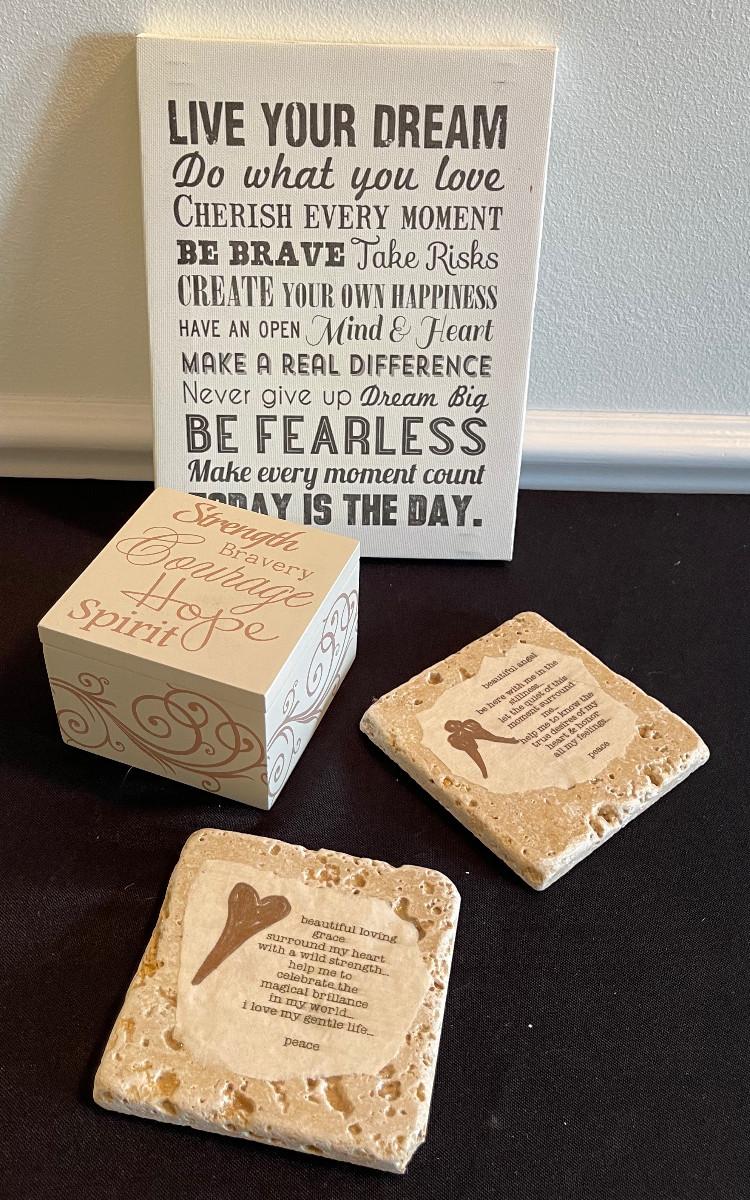 LIVE YOUR DREAM
Do what you love
CHERISH EVERY MOMENT
BE BRAVE Take Risks
CREATE YOUR OWN HAPPINESS
HAVE AN OPEN Mind & Heart
MAKE A REAL DIFFERENCE
Never give up Dream Big
BE FEARLESS
Make every moment count
TODAY IS THE DAY.
Strength
Bravery
Courage
Hope
Spirit
beautiful angel
be here with me in the
stillness...
let the quiet of this
moment surround
me...
help me to know the
true desires of my
heart & honor
all my feelings...
peace
beautiful loving
grace
surround my heart
with a wild strength...
help me to
celebrate the
magical brillance
in my world...
i love my gentle life...
peace